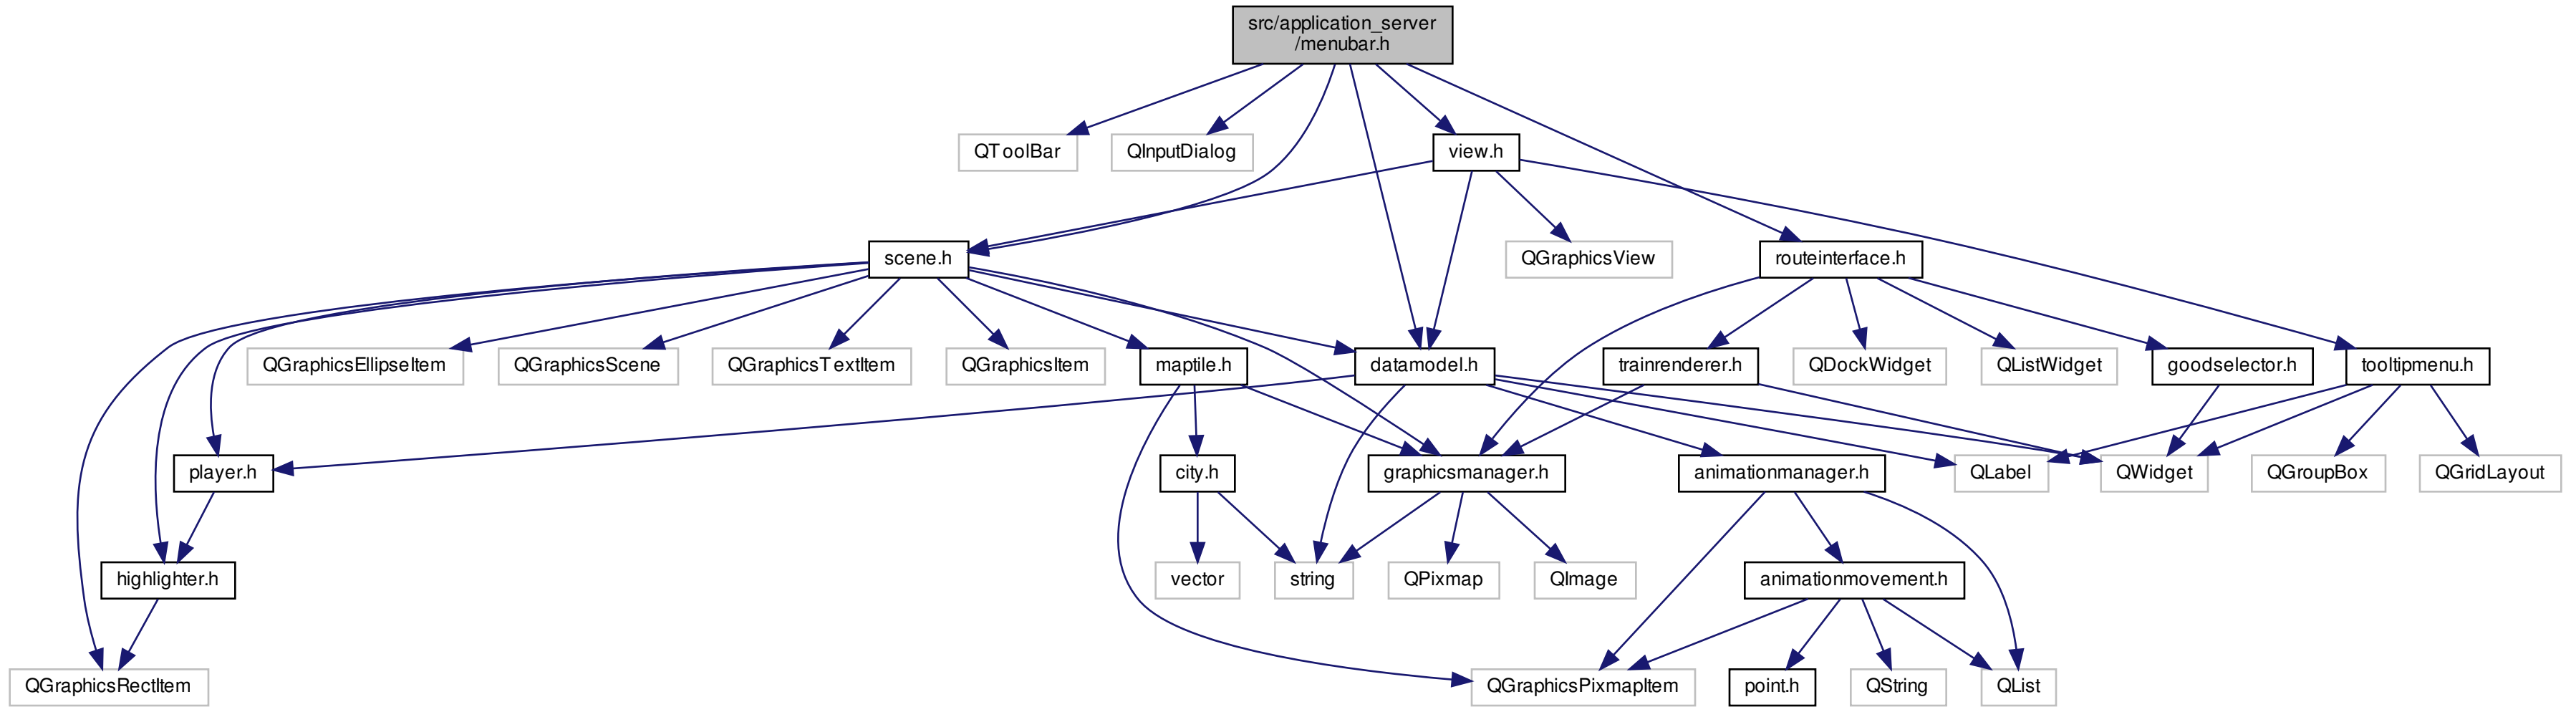 src/application_server
/menubar.h
QToolBar
QInputDialog
view.h
scene.h
QGraphicsView
routeinterface.h
QGraphicsEllipseItem
QGraphicsScene
QGraphicsTextItem
QGraphicsItem
maptile.h
datamodel.h
trainrenderer.h
QDockWidget
QListWidget
goodselector.h
tooltipmenu.h
player.h
city.h
graphicsmanager.h
animationmanager.h
QLabel
QWidget
QGroupBox
QGridLayout
highlighter.h
vector
string
QPixmap
QImage
animationmovement.h
QGraphicsRectItem
QGraphicsPixmapItem
point.h
QString
QList